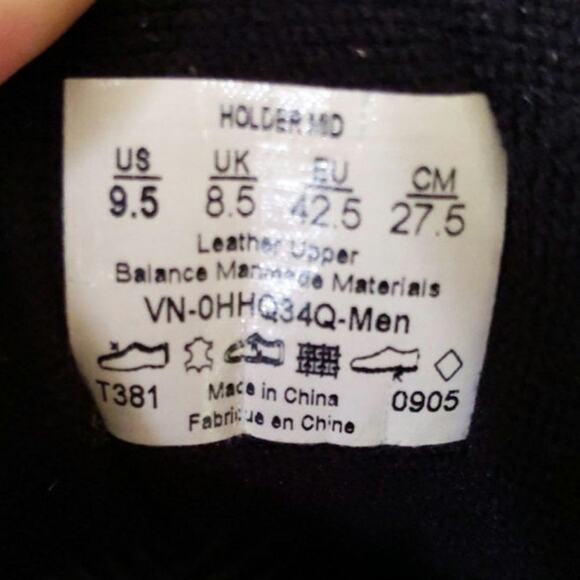 HOLDER MID
US UK EU CM
9.5 8.5 42.5 27.5
Leather Upper
Balance Manmade Materials
VN-0HHQ34Q-Men
T381 Made in China 0905
Fabrique en Chine